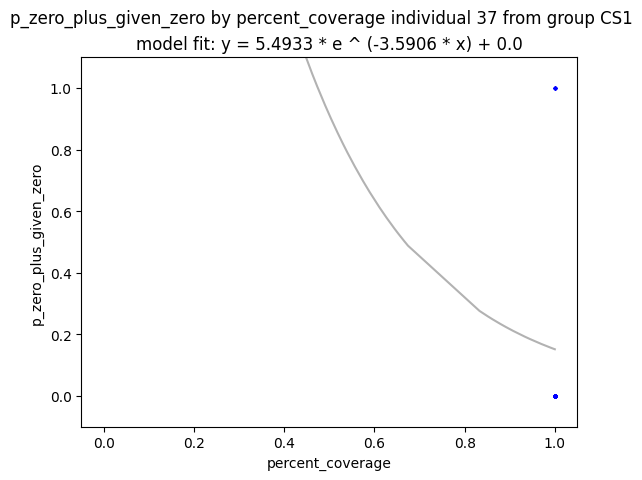 p_zero_plus_given_zero by percent_coverage individual 37 from group CS1
model fit: y = 5.4933 * e ^ (-3.5906 * x) + 0.0
1.0
0.8
0.6
0.4
0.2
0.0
p_zero_plus_given_zero
0.0 0.2 0.4 0.6 0.8 1.0
percent_coverage